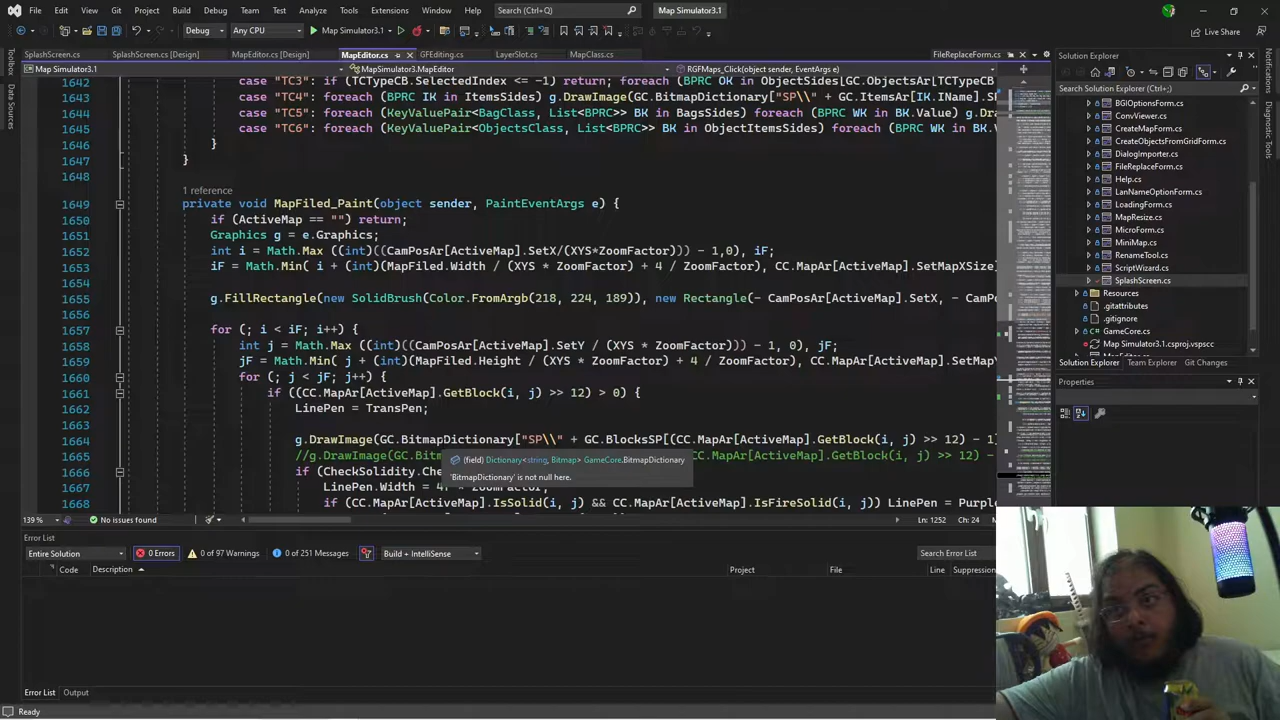 File Edit View Git Project Build Debug Team Test Analyze Tools Extensions Window Help Search (Ctrl+Q) Map Simulator3.1
Debug Any CPU Map Simulator3.1 Live Share
SplashScreen.cs SplashScreen.cs [Design] MapEditor.cs [Design] MapEditor.cs GFEditing.cs LayerSlot.cs MapClass.cs FileReplaceForm.cs
Map Simulator3.1 MapSimulator3.MapEditor RGFMaps_Click(object sender, EventArgs e)
Toolbox
Data Sources
1642 case "TC3": if (TCTypeCB.SelectedIndex <= -1) return; foreach (BPRC OK in ObjectsSides[GC.ObjectsAr[TCTypeCB
1643 case "TC4": foreach (BPRC IK in ItemsSides) g.DrawImage(GC.BitmapDictionary["SP\\" + GC.ItemsAr[IK.IName].S
1644 case "TC5": foreach (KeyValuePair<BagClass, List<BPRC>> BK in BagsSides) foreach (BPRC WK in BK.Value) g.Dr
1645 case "TC6": foreach (KeyValuePair<ObjectsClass, List<BPRC>> BK in ObjectItemsSides) foreach (BPRC WK in BK.
1646 }
1647 }
1648
1 reference
1649 private void MapFiled_Paint(object sender, PaintEventArgs e) {
1650 if (ActiveMap == "") return;
1651 Graphics g = e.Graphics;
1652 int i = Math.Max( (int)((CamPosAr[ActiveMap].SetX/(XYS * ZoomFactor))) - 1,0), iF;
1653 iF = Math.Min( i + (int)(MapFiled.Width / (XYS * ZoomFactor) + 4 / ZoomFactor), CC.MapAr[ActiveMap].SetMapXSize
1654
1655 g.FillRectangle(new SolidBrush(Color.FromArgb(218, 224, 189)), new Rectangle(- CamPosAr[ActiveMap].SetX, - Cam
1656
1657 for (; i < iF; i++) {
1658 int j = Math.Max ((int)((CamPosAr[ActiveMap].SetY / (XYS * ZoomFactor))) - 1, 0), jF;
1659 jF = Math.Min( j + (int)(MapFiled.Height / (XYS * ZoomFactor) + 4 / ZoomFactor), CC.MapAr[ActiveMap].SetMap
1660 for (; j < jF; j++) {
1661 if ((CC.MapAr[ActiveMap].GetBlock(i, j) >> 12) > 0) {
1662 LinePen = TransPen;
1663
1664 g.DrawImage(GC.BitmapDictionary["SP\\" + GC.BlocksSP[(CC.MapAr[ActiveMap].GetBlock(i, j) >> 12) - 1
1665 CC.MapAr[ActiveMap].GetBlock(i, j) >> 12) -
(field) Dictionary<string, Bitmap> GameCore.BitmapDictionary
1666 if (BlockSolidity.Che
'BitmapDictionary' is not null here.
1667
1668 if (CC.MapAr[ActiveMap].IsSolid(i, j) && CC.MapAr[ActiveMap].IsFireSolid(i, j)) LinePen = Purpl
139 % No issues found Ln: 1252 Ch: 24
Error List
Entire Solution 0 Errors 0 of 97 Warnings 0 of 251 Messages Build + IntelliSense Search Error List
Code Description Project File Line Suppression
Error List Output
Ready
Solution Explorer
Search Solution Explorer (Ctrl+;)
BGIOptionsForm.cs
ConvViewer.cs
CreateMapForm.cs
CreateObjectsFromGrassForm.cs
DialogImporter.cs
FileReplaceForm.cs
Help.cs
LanNameOptionForm.cs
LoadingForm.cs
MapResize.cs
MicroForm.cs
MiniMap.cs
RenameTool.cs
ScriptWizard.cs
SplashScreen.cs
Resources
.gitattributes
.gitignore
GameCore.cs
Map Simulator3.1.csproj.vspscc
Solution Explorer Team Explorer Git Changes
Properties
Diagnostic Tools